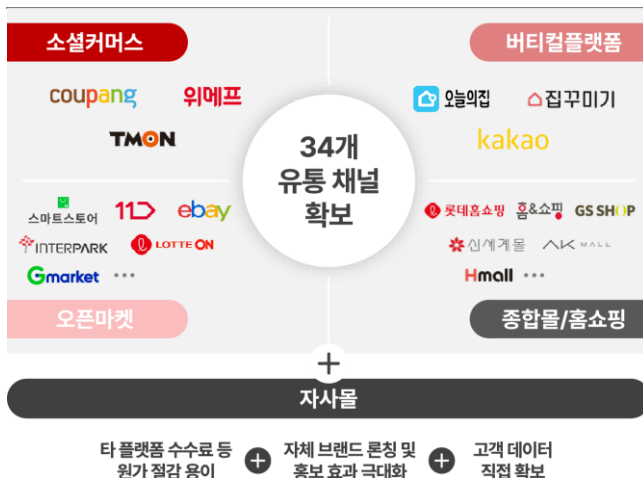 소셜커머스
버티컬플랫폼
coupang
위메프
TMON
오늘의집
집꾸미기
kakao
34개
유통 채널
확보
스마트스토어
11
ebay
INTERPARK
LOTTE ON
Gmarket ···
롯데홈쇼핑
홈&쇼핑
GS SHOP
신세계몰
AK MALL
Hmall ···
오픈마켓
종합몰/홈쇼핑
+
자사몰
타 플랫폼 수수료 등
원가 절감 용이
+
자체 브랜드 론칭 및
홍보 효과 극대화
+
고객 데이터
직접 확보